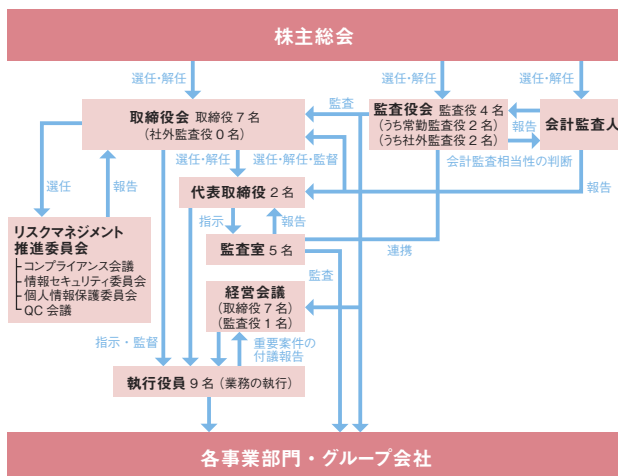 株主総会
選任・解任
選任・解任
選任・解任
取締役会 取締役7名
(社外監査役0名)
監査
監査役会 監査役4名
(うち常勤監査役2名)
(うち社外監査役2名)
報告
会計監査人
会計監査相当性の判断
選任・解任
選任・解任・監督
選任
報告
代表取締役2名
報告
指示
報告
リスクマネジメント
推進委員会
コンプライアンス会議
情報セキュリティ委員会
個人情報保護委員会
QC会議
監査室5名
連携
監査
経営会議
(取締役7名)
(監査役1名)
指示・監督
重要案件の
付議報告
執行役員9名(業務の執行)
各事業部門・グループ会社